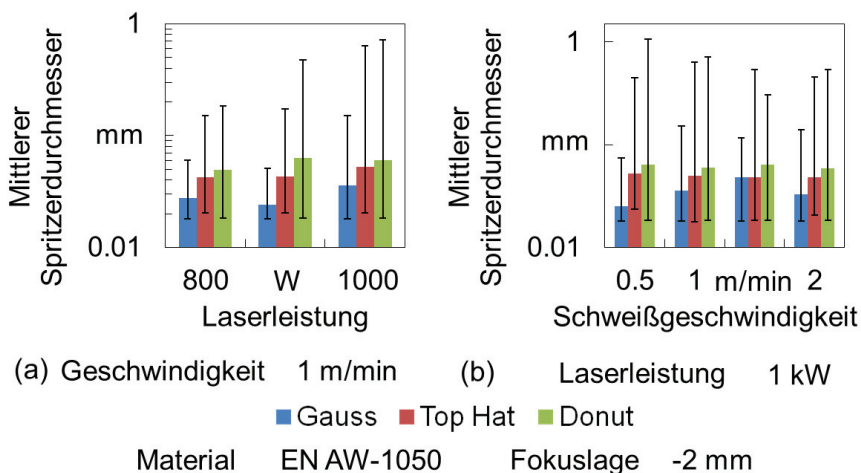 1
mm
0.01
Mittlerer
Spritzerdurchmesser
800 W 1000
Laserleistung
(a) Geschwindigkeit 1 m/min
1
mm
0.01
Mittlerer
Spritzerdurchmesser
0.5 1 m/min 2
Schweißgeschwindigkeit
(b) Laserleistung 1 kW
Gauss Top Hat Donut
Material EN AW-1050 Fokuslage -2 mm